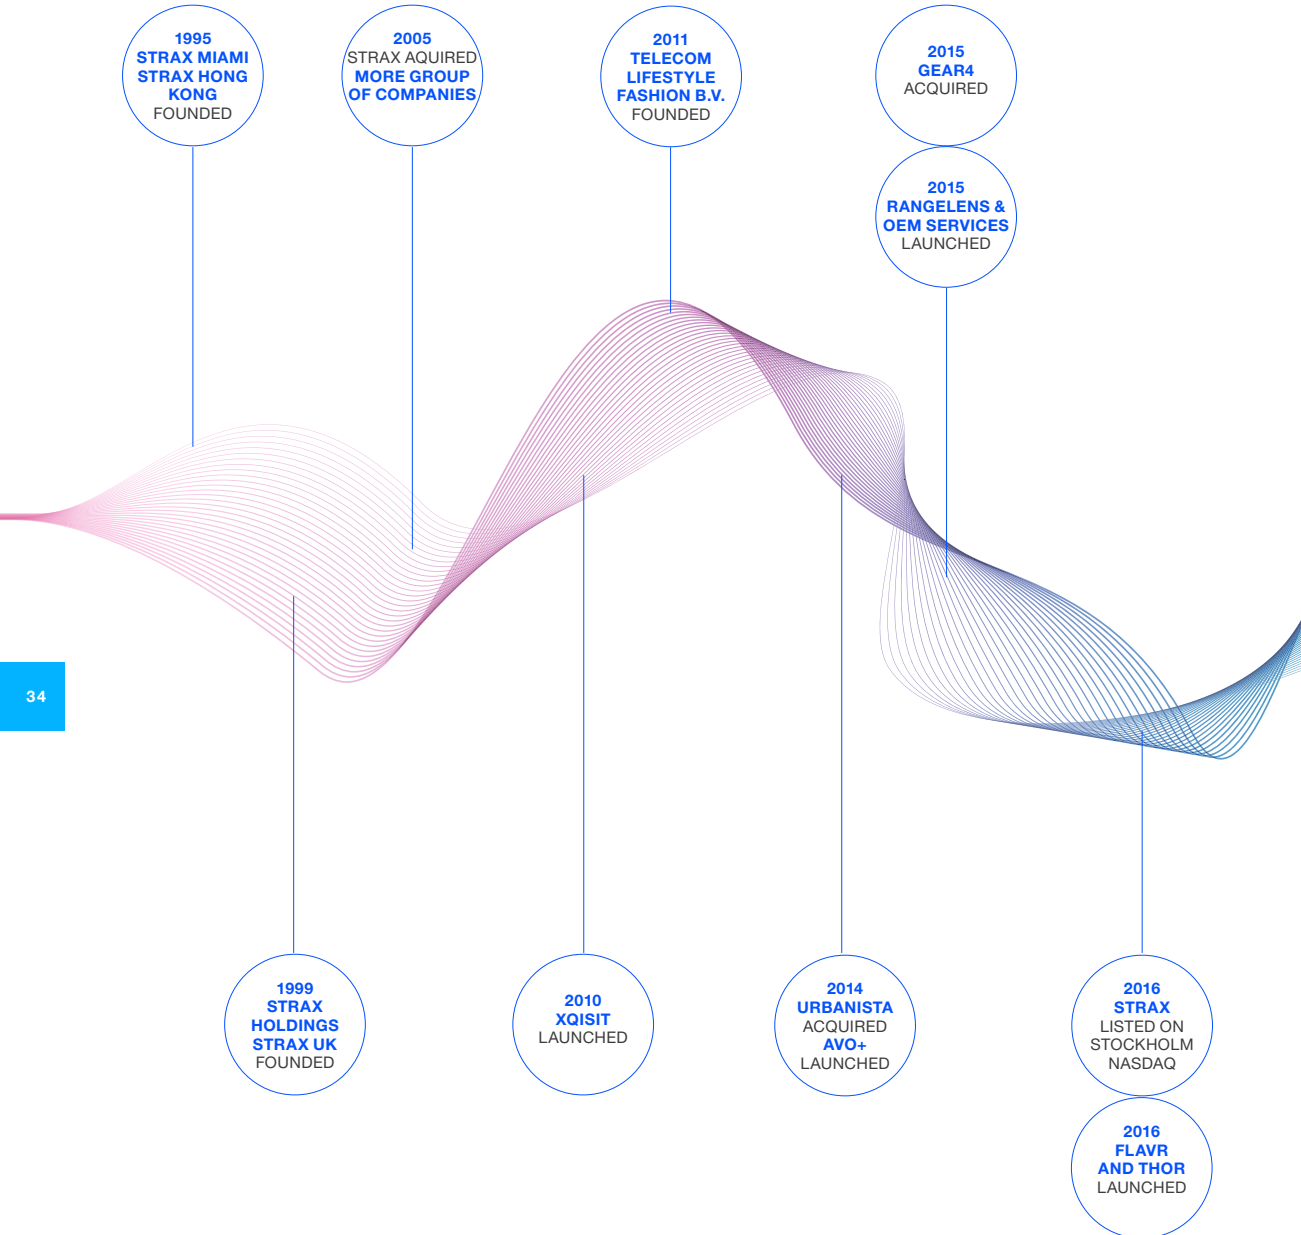 1995
STRAX MIAMI
STRAX HONG
KONG
FOUNDED
2005
STRAX AQUIRED
MORE GROUP
OF COMPANIES
2011
TELECOM
LIFESTYLE
FASHION B.V.
FOUNDED
2015
GEAR4
ACQUIRED
2015
RANGELENS &
OEM SERVICES
LAUNCHED
34
1999
STRAX
HOLDINGS
STRAX UK
FOUNDED
2010
XQISIT
LAUNCHED
2014
URBANISTA
ACQUIRED
AVO+
LAUNCHED
2016
STRAX
LISTED ON
STOCKHOLM
NASDAQ
2016
FLAVR
AND THOR
LAUNCHED